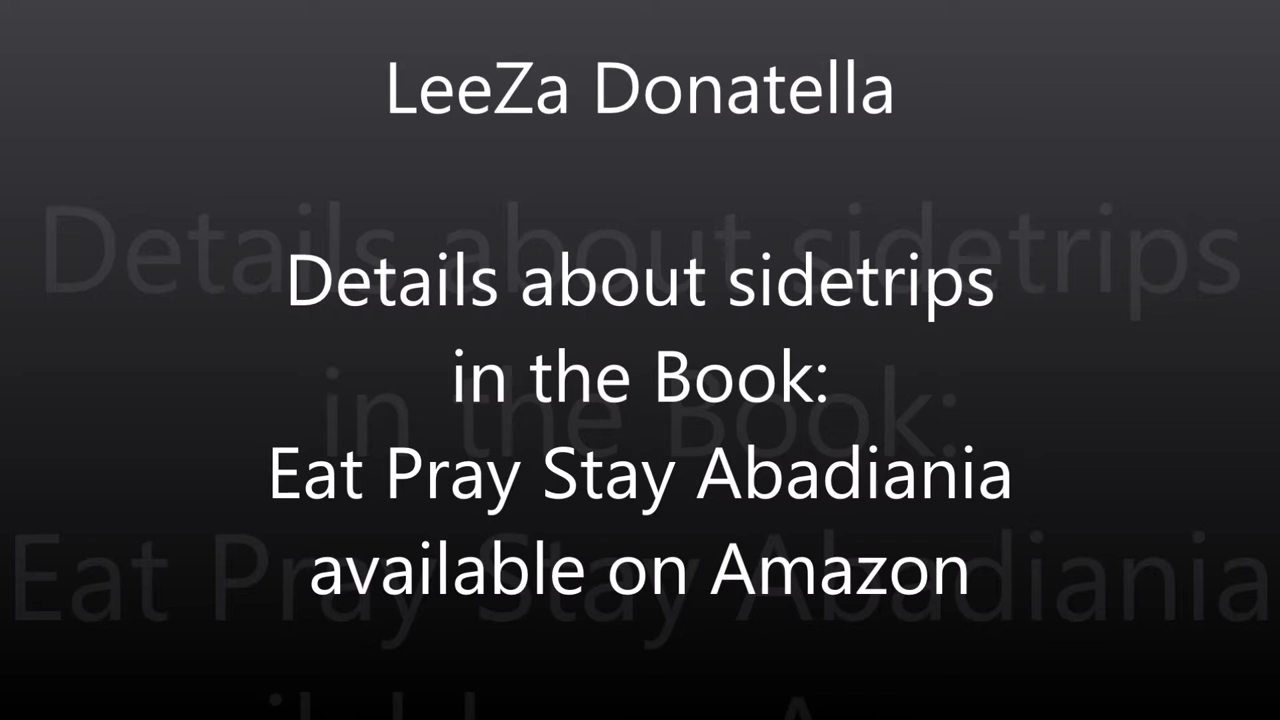 LeeZa Donatella
Details about sidetrips
in the Book:
Eat Pray Stay Abadiania
available on Amazon